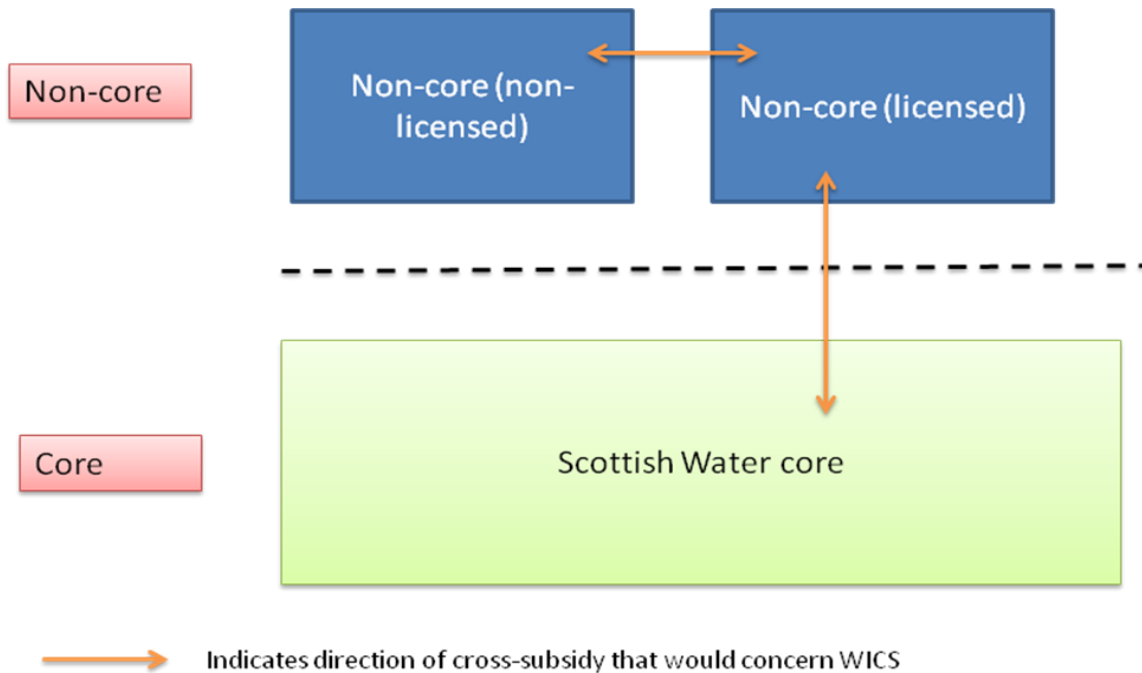 Non-core
Non-core (non-
licensed)
Non-core (licensed)
Core
Scottish Water core
Indicates direction of cross-subsidy that would concern WICS